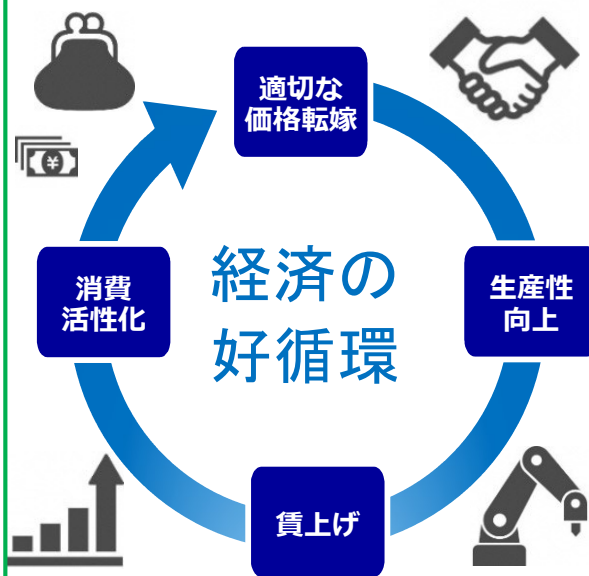 適切な
価格転嫁
¥
経済の
好循環
消費
活性化
生産性
向上
賃上げ